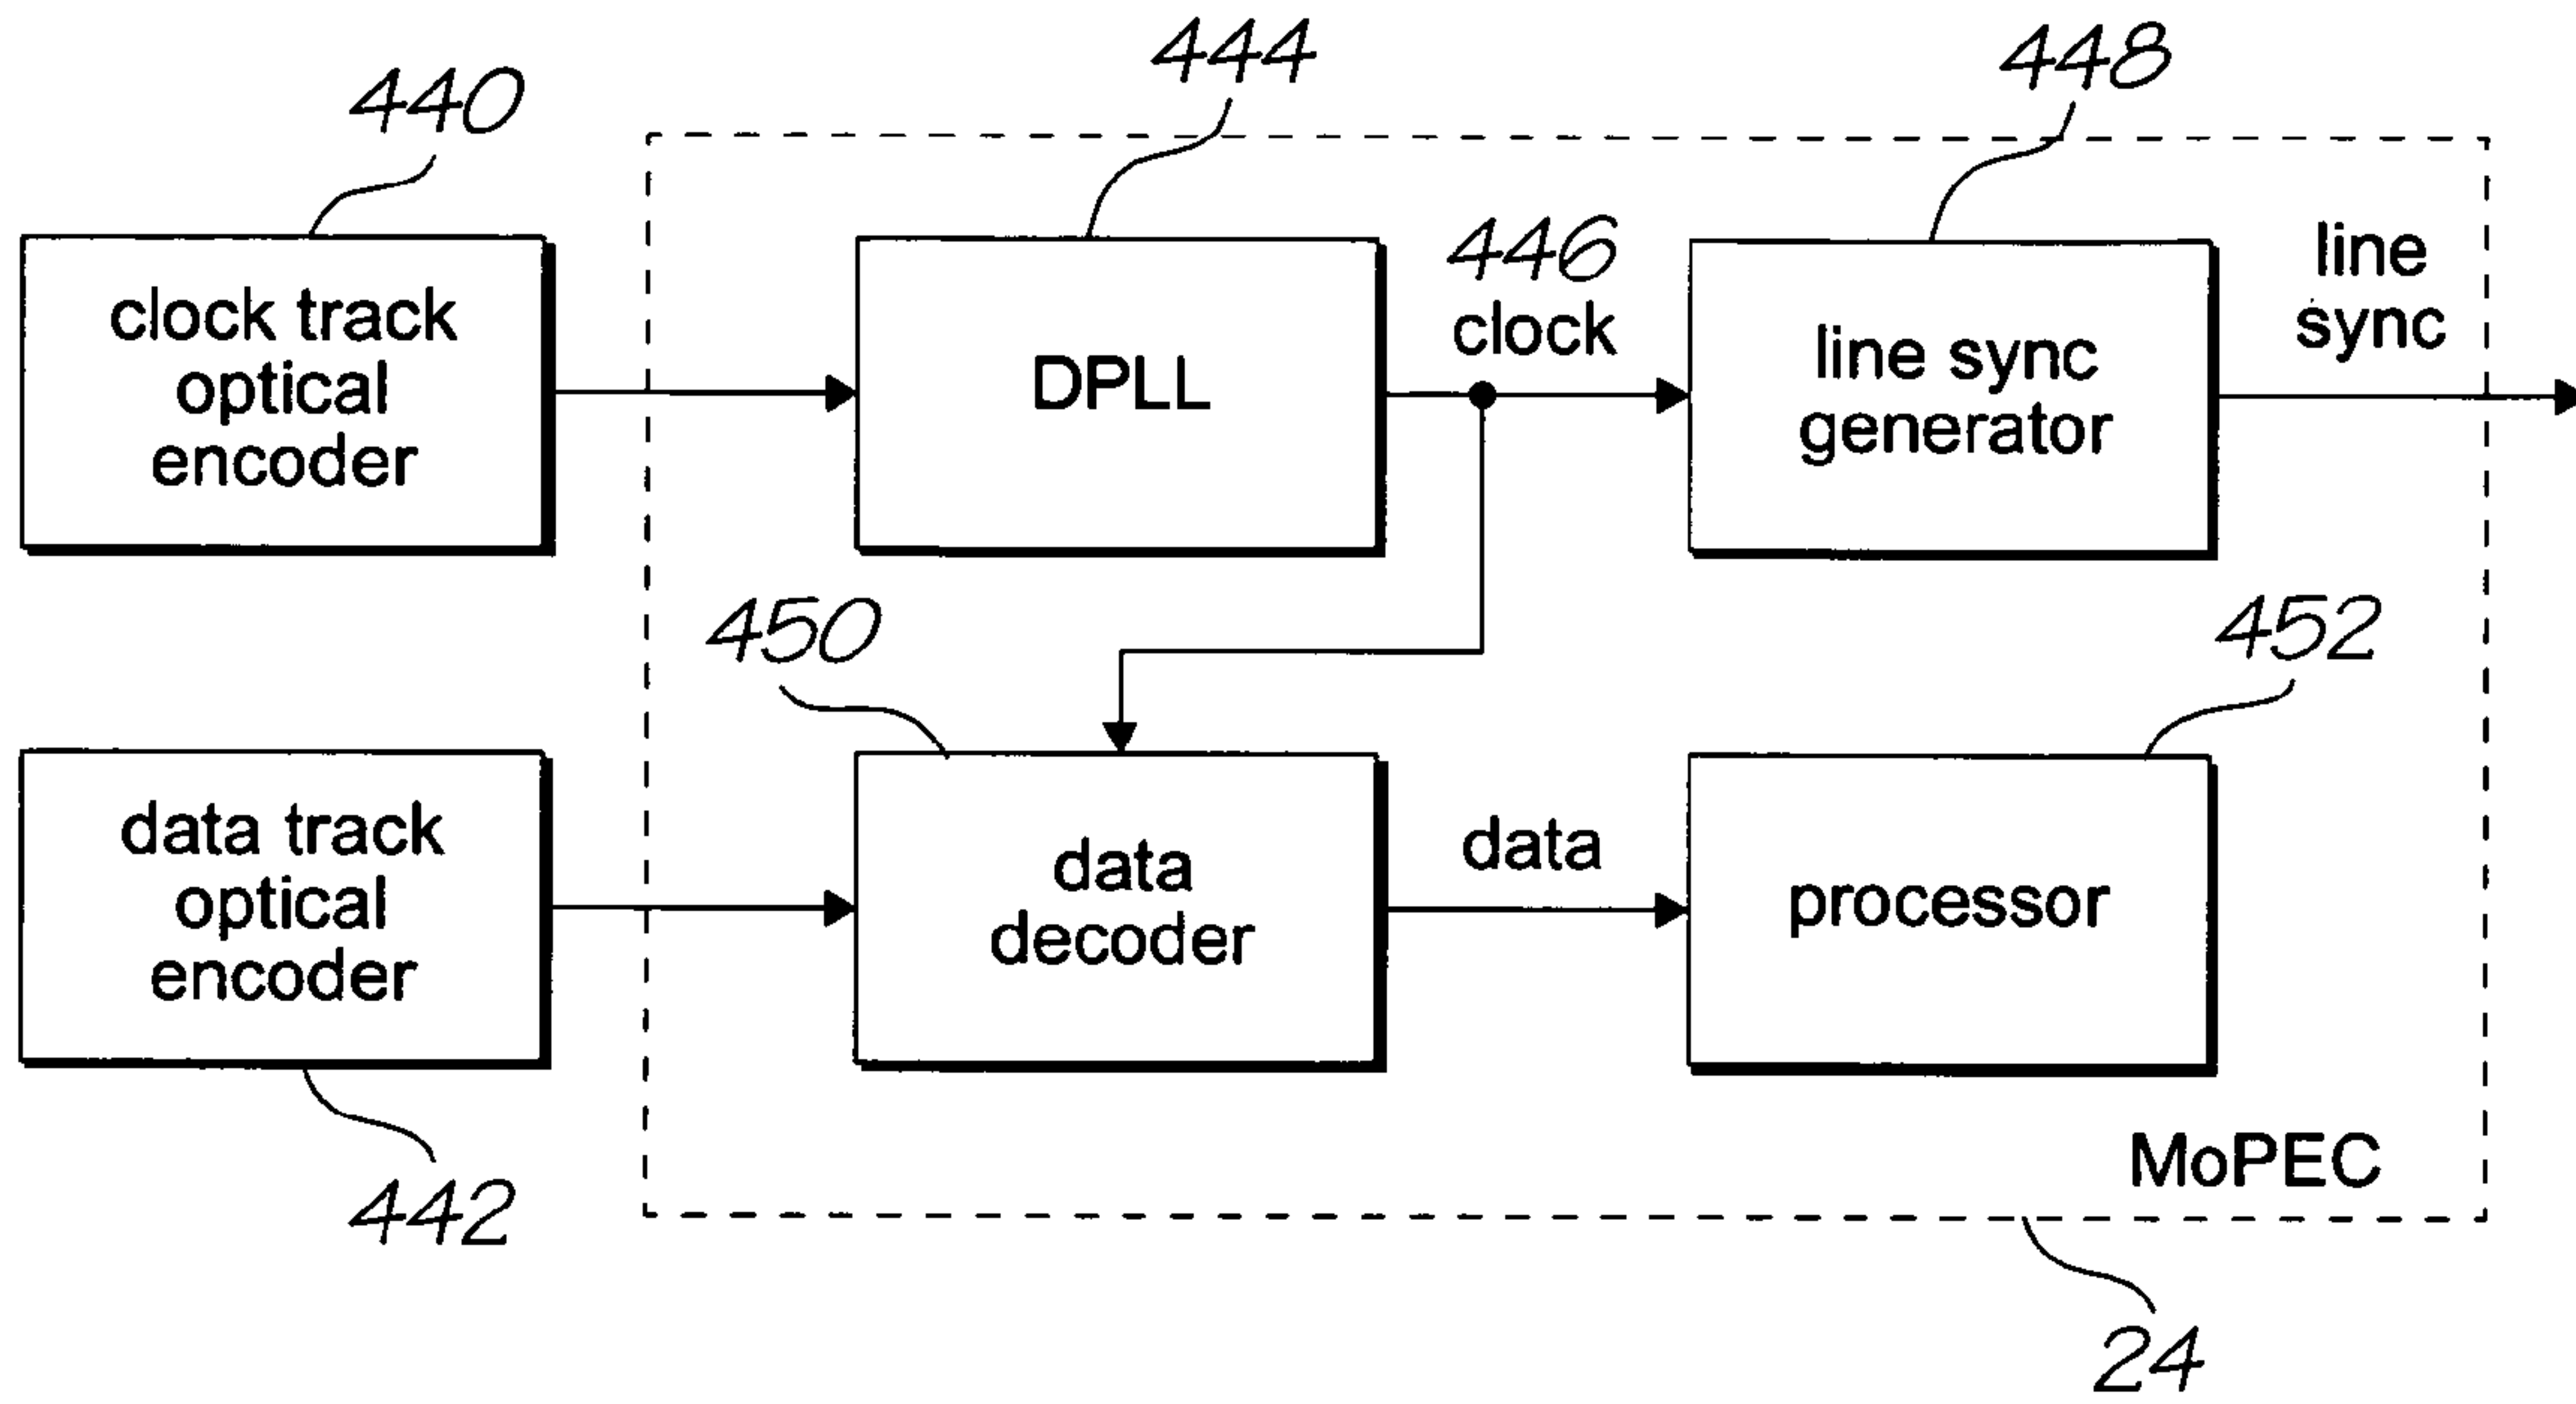 444
448
440
446
clock
line
sync
clock track
optical
encoder
DPLL
line sync
generator
450
452
data track
optical
encoder
data
decoder
data
processor
MoPEC
442
24